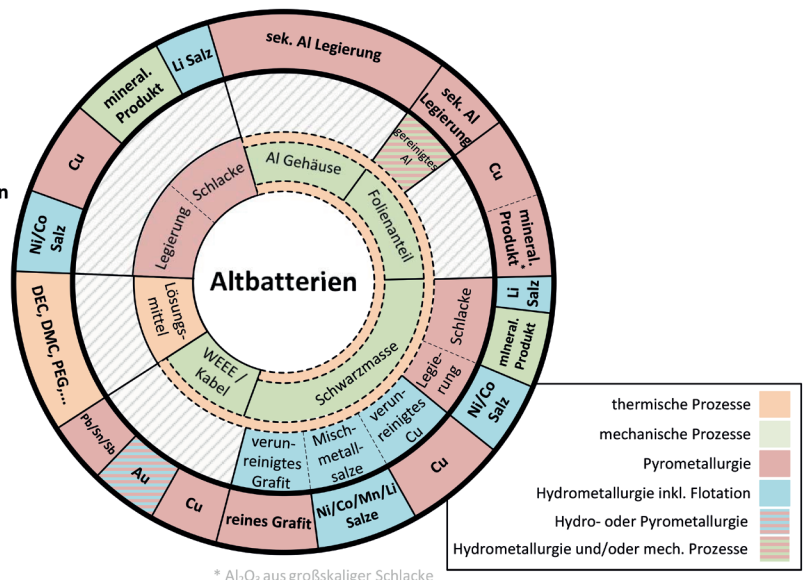 sek. Al Legierung
sek. Al
Legierung
Cu
mineral.
Produkt*
Li
Salz
mineral.
Produkt
Ni/Co
Salz
Cu
Ni/Co/Mn/Li
Salze
reines Grafit
Cu
Au
Pb/Sn/Sb
DEC, DMC, PEG,...
Ni/Co
Salz
Cu
mineral.
Produkt
Li Salz
n
gereinigtes
Al
Al Gehäuse
Folienanteil
Schlacke
Legierung
Lösungs-
mittel
WEEE /
Kabel
Schwarzmasse
Schlacke
Legie-
rung
verun-
reinigtes
Cu
Misch-
metall-
salze
verun-
reinigtes
Grafit
Altbatterien
thermische Prozesse
mechanische Prozesse
Pyrometallurgie
Hydrometallurgie inkl. Flotation
Hydro- oder Pyrometallurgie
Hydrometallurgie und/oder mech. Prozesse
* Al₂O₃ aus großskaliger Schlacke